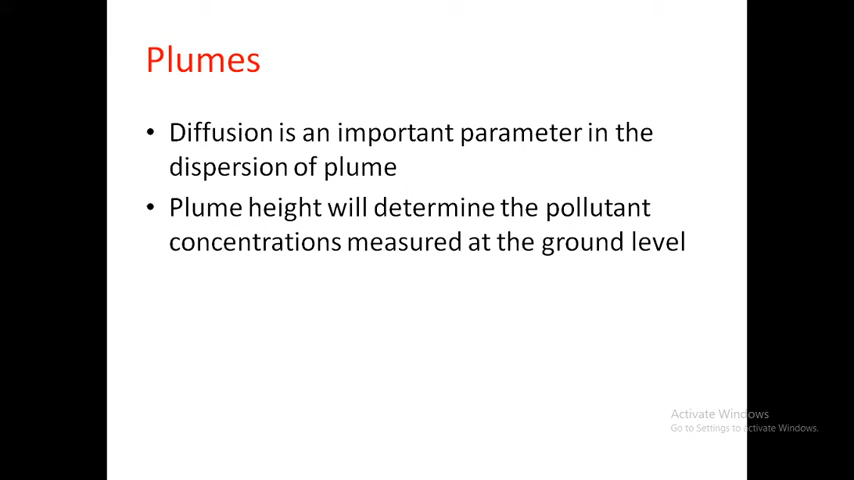 Plumes
• Diffusion is an important parameter in the
dispersion of plume
• Plume height will determine the pollutant
concentrations measured at the ground level
Activate Windows
Go to Settings to activate Windows.